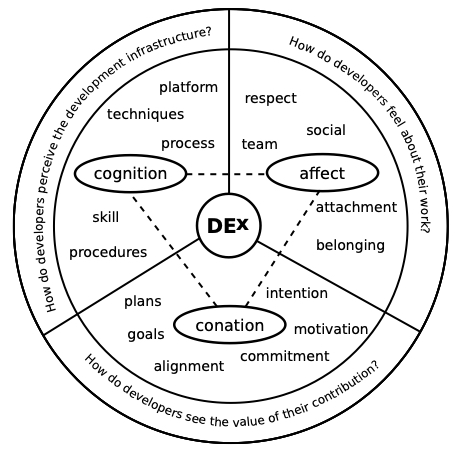 How do developers perceive the development infrastructure?
How do developers feel about their work?
platform
respect
techniques
social
process
team
cognition
affect
skill
attachment
DEx
procedures
belonging
plans
intention
goals
conation
motivation
alignment
commitment
How do developers see the value of their contribution?